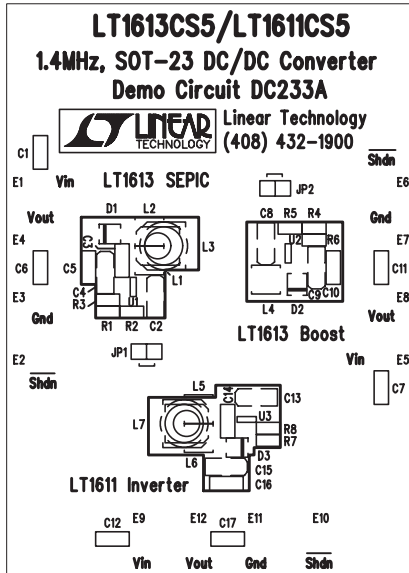 LT1613CS5/LT1611CS5
1.4MHz, SOT-23 DC/DC Converter
Demo Circuit DC233A
LT LINEAR TECHNOLOGY
Linear Technology
(408) 432-1900
C1
Shdn
E1
Vin
LT1613 SEPIC
JP2
E6
Vout
D1
L2
C8
R5
R4
Gnd
E4
C3
L3
U2
R6
E7
C6
C5
C11
L1
E3
C4
R3
U1
L4
D2
C9
C10
E8
Gnd
R1
R2
C2
LT1613 Boost
Vout
JP1
Vin
E2
E5
Shdn
L5
C14
C13
C7
L7
U3
R8
R7
L6
D3
C15
LT1611 Inverter
C16
C12
E9
E12
C17
E11
E10
Vin
Vout
Gnd
Shdn